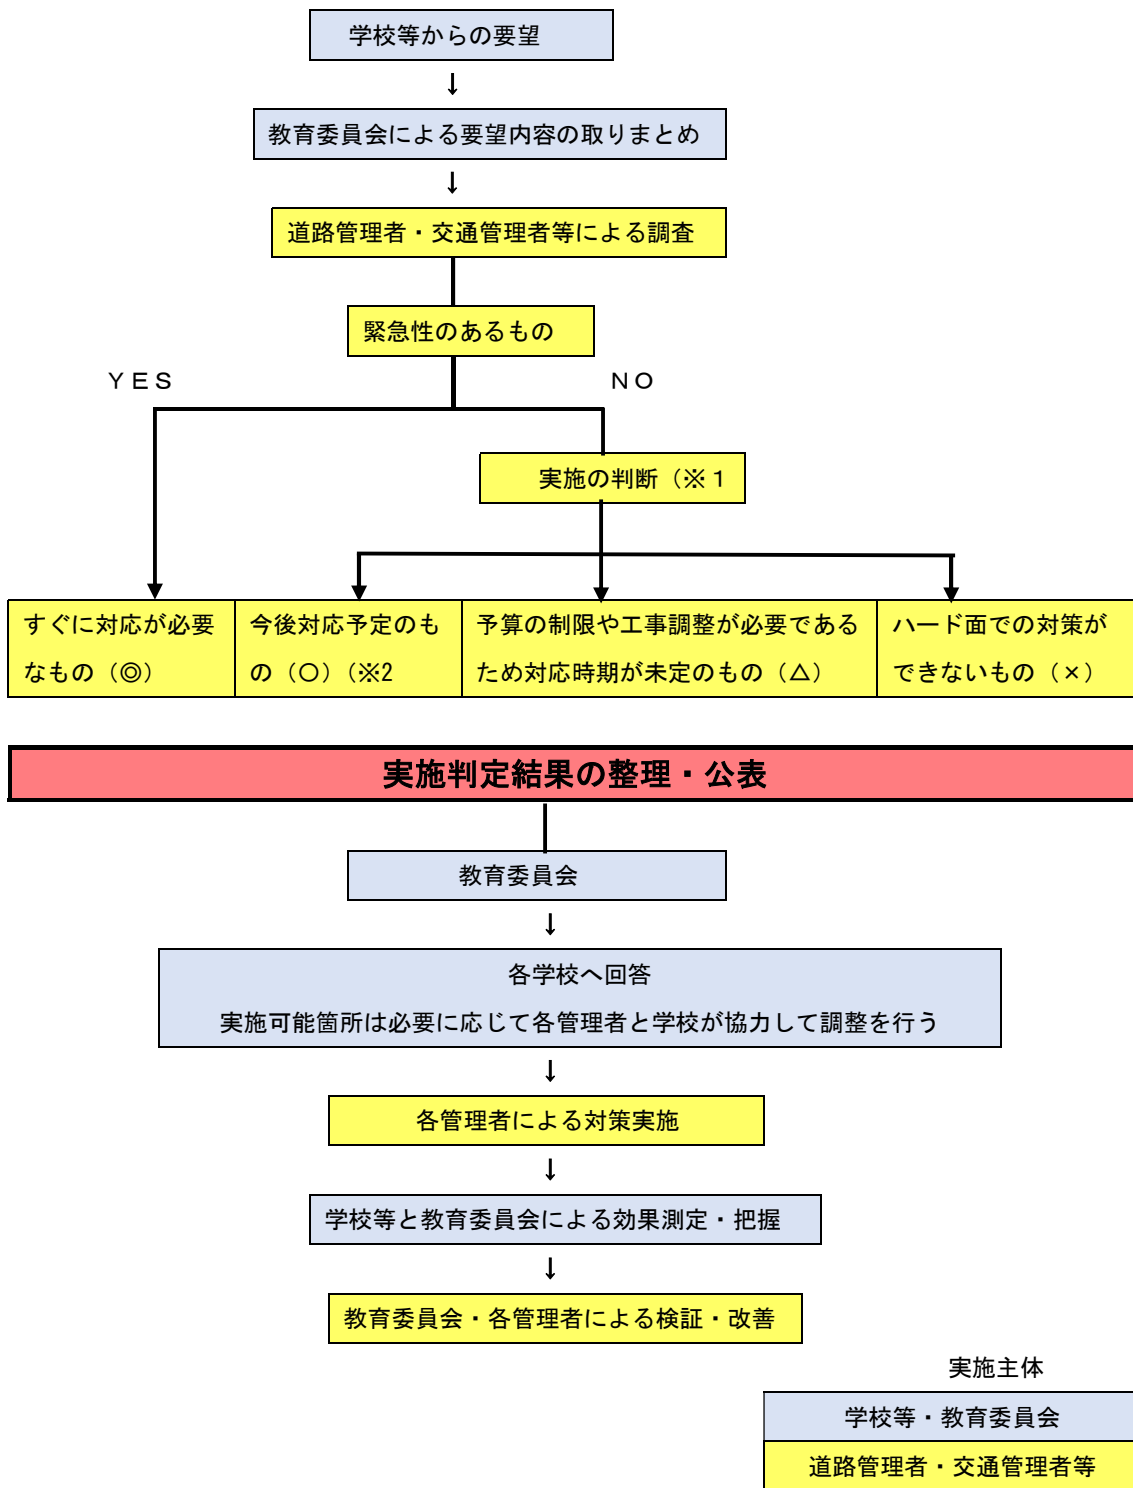 学校等からの要望
↓
教育委員会による要望内容の取りまとめ
↓
道路管理者・交通管理者等による調査
緊急性のあるもの
ＹＥＳ
ＮＯ
実施の判断（※１
すぐに対応が必要
なもの（◎）
今後対応予定のも
の（○）（※2
予算の制限や工事調整が必要である
ため対応時期が未定のもの（△）
ハード面での対策が
できないもの（×）
実施判定結果の整理・公表
教育委員会
↓
各学校へ回答
実施可能箇所は必要に応じて各管理者と学校が協力して調整を行う
↓
各管理者による対策実施
↓
学校等と教育委員会による効果測定・把握
↓
教育委員会・各管理者による検証・改善
実施主体
学校等・教育委員会
道路管理者・交通管理者等